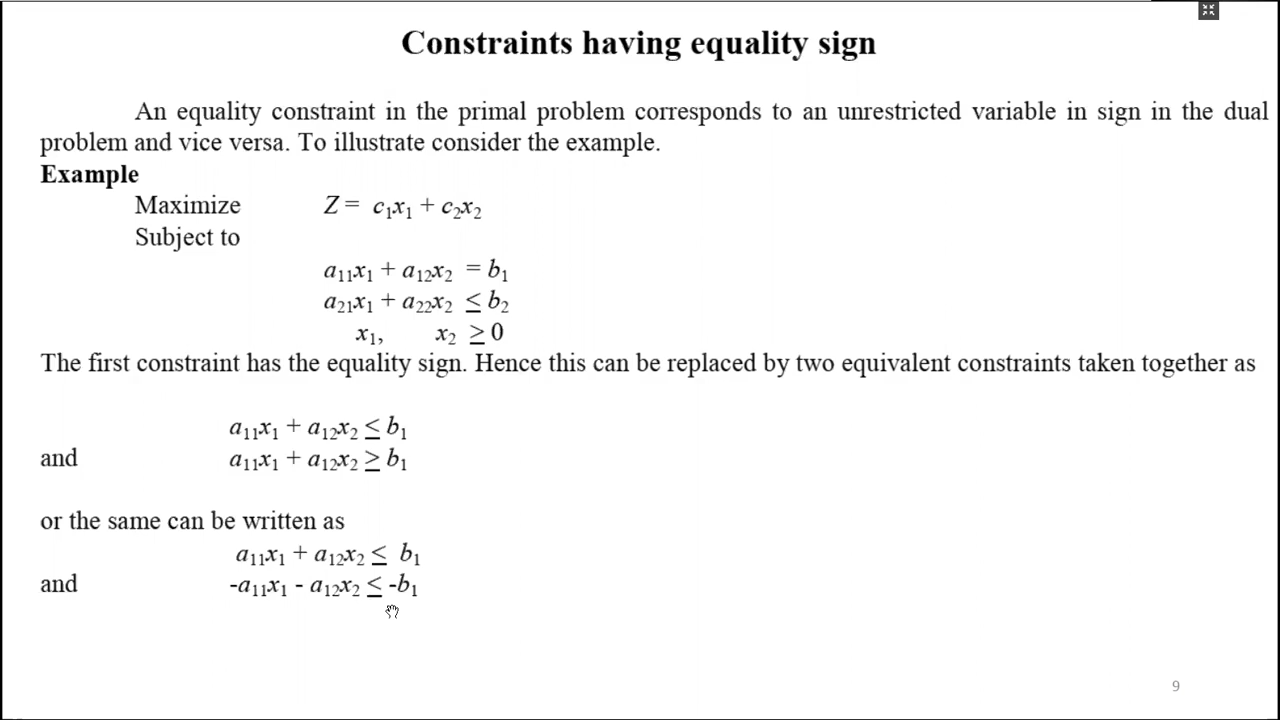 Constraints having equality sign
An equality constraint in the primal problem corresponds to an unrestricted variable in sign in the dual
problem and vice versa. To illustrate consider the example.
Example
Maximize Z = c₁x₁ + c₂x₂
Subject to
a₁₁x₁ + a₁₂x₂ = b₁
a₂₁x₁ + a₂₂x₂ ≤ b₂
x₁, x₂ ≥ 0
The first constraint has the equality sign. Hence this can be replaced by two equivalent constraints taken together as
a₁₁x₁ + a₁₂x₂ ≤ b₁
and a₁₁x₁ + a₁₂x₂ ≥ b₁
or the same can be written as
a₁₁x₁ + a₁₂x₂ ≤ b₁
and -a₁₁x₁ - a₁₂x₂ ≤ -b₁
9